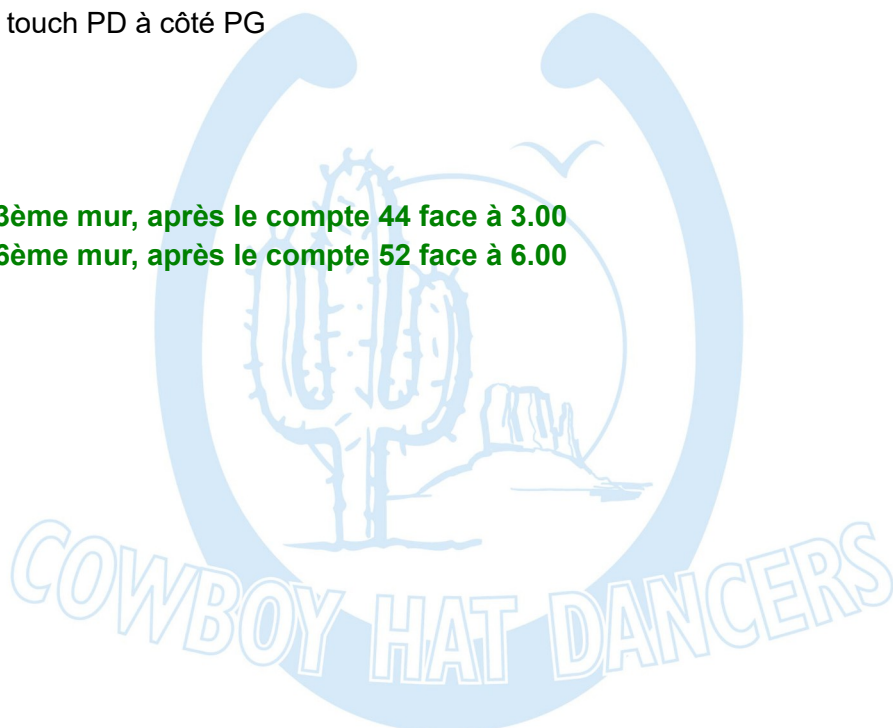 touch PD à côté PG
3ème mur, après le compte 44 face à 3.00
6ème mur, après le compte 52 face à 6.00
COWBOY HAT DANCERS